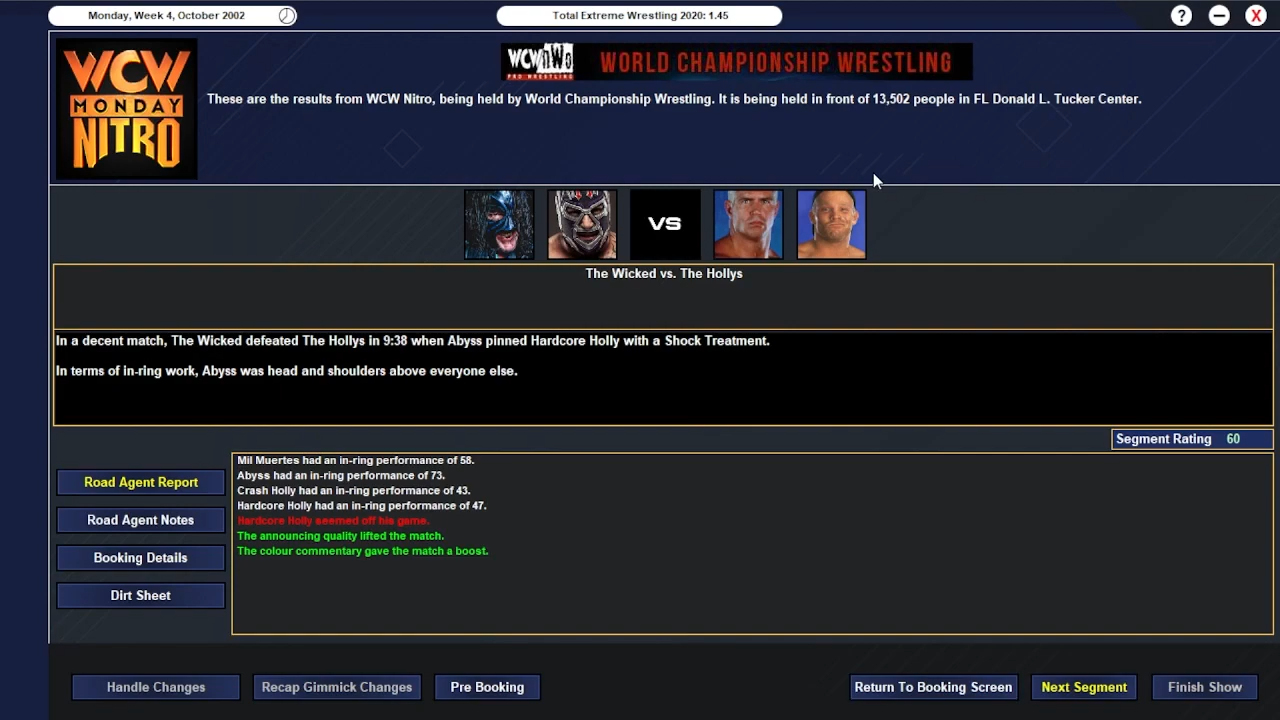 Monday, Week 4, October 2002
Total Extreme Wrestling 2020: 1.45
?
X
WCW
MONDAY
NITRO
WCW nWo
PRO WRESTLING
WORLD CHAMPIONSHIP WRESTLING
These are the results from WCW Nitro, being held by World Championship Wrestling. It is being held in front of 13,502 people in FL Donald L. Tucker Center.
VS
The Wicked vs. The Hollys
In a decent match, The Wicked defeated The Hollys in 9:38 when Abyss pinned Hardcore Holly with a Shock Treatment.
In terms of in-ring work, Abyss was head and shoulders above everyone else.
Segment Rating 60
Road Agent Report
Road Agent Notes
Booking Details
Dirt Sheet
Mil Muertes had an in-ring performance of 58.
Abyss had an in-ring performance of 73.
Crash Holly had an in-ring performance of 43.
Hardcore Holly had an in-ring performance of 47.
Hardcore Holly seemed off his game.
The announcing quality lifted the match.
The colour commentary gave the match a boost.
Handle Changes
Recap Gimmick Changes
Pre Booking
Return To Booking Screen
Next Segment
Finish Show